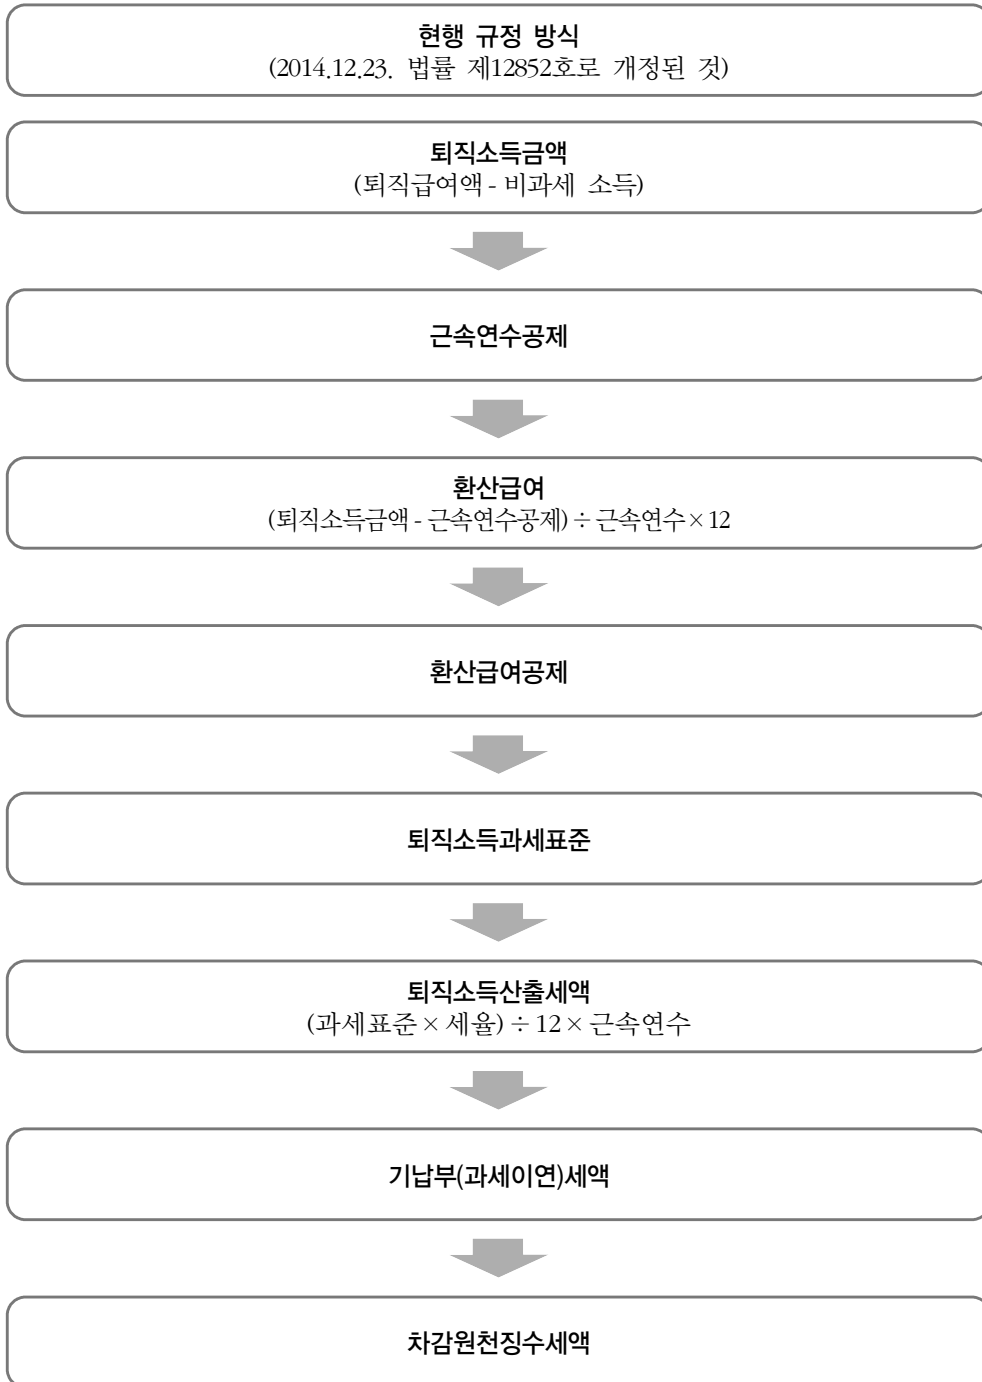 현행 규정 방식
(2014.12.23. 법률 제12852호로 개정된 것)
퇴직소득금액
(퇴직급여액 - 비과세 소득)
근속연수공제
환산급여
(퇴직소득금액 - 근속연수공제) ÷ 근속연수 × 12
환산급여공제
퇴직소득과세표준
퇴직소득산출세액
(과세표준 × 세율) ÷ 12 × 근속연수
기납부(과세이연)세액
차감원천징수세액